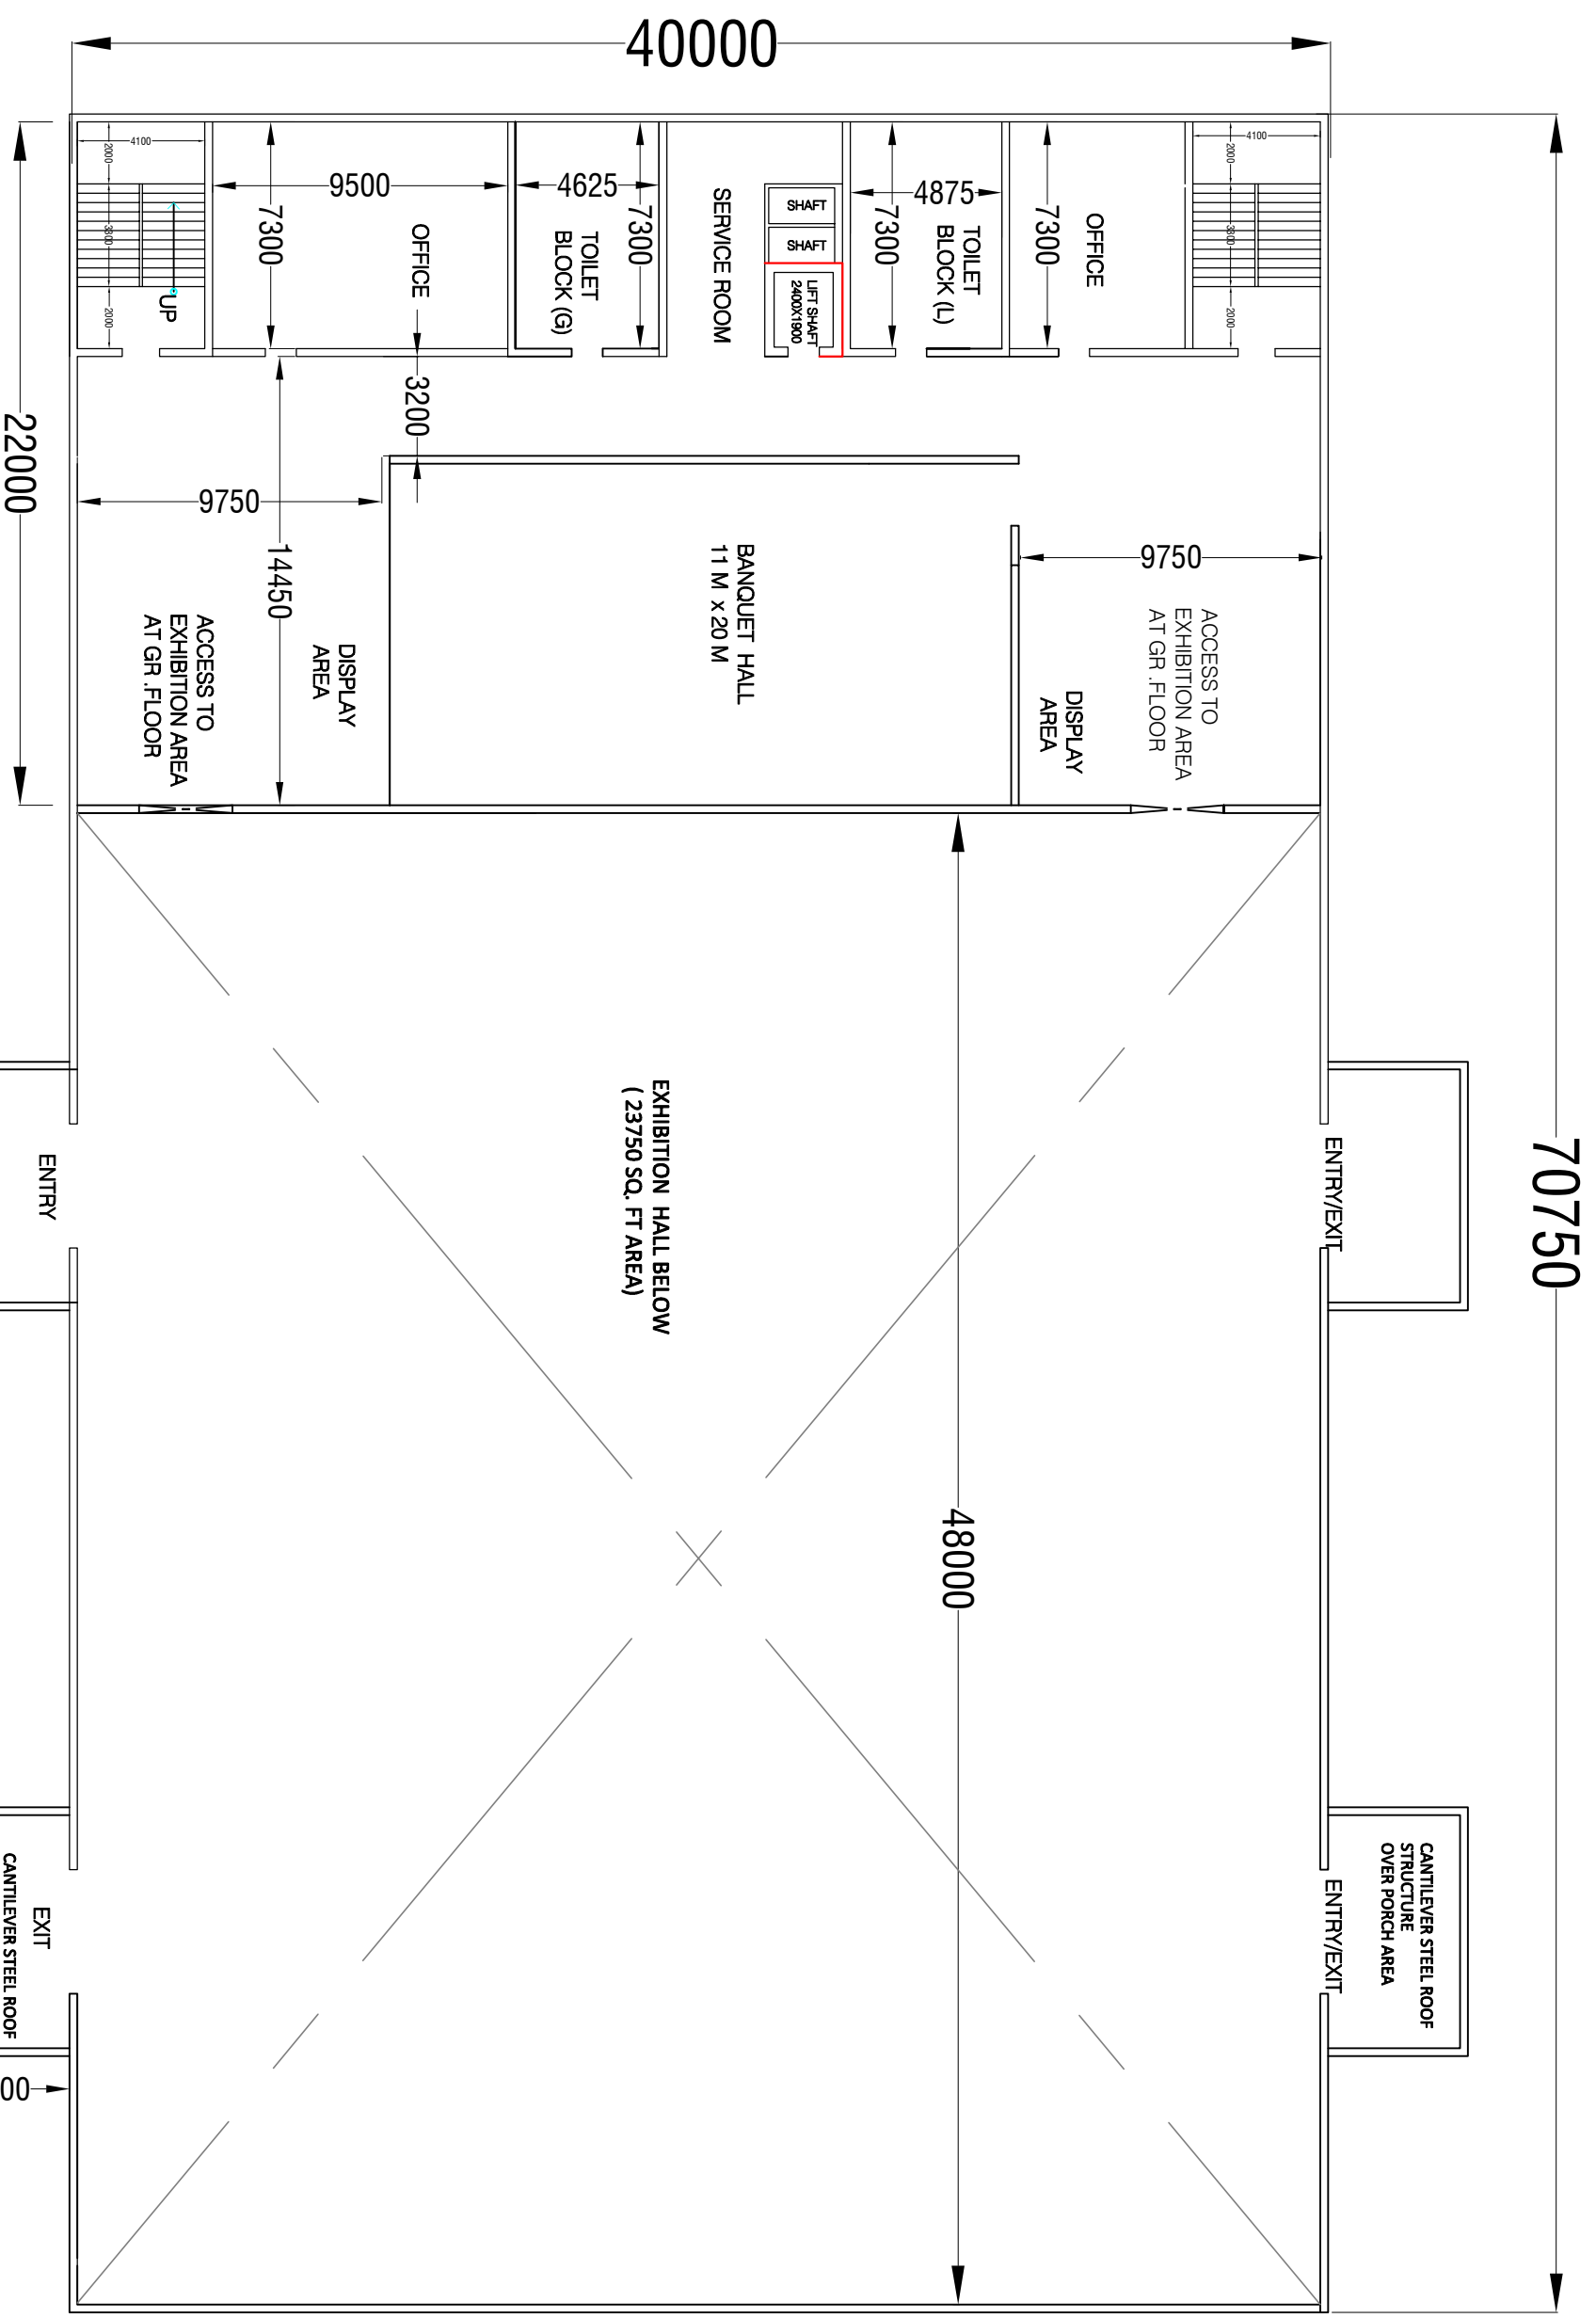 40000
70750
22000
4100
2000
3300
2000
UP
9500
7300
OFFICE
4625
7300
TOILET
BLOCK (G)
SERVICE ROOM
SHAFT
SHAFT
LIFT SHAFT
2400X1900
4875
7300
TOILET
BLOCK (L)
7300
OFFICE
4100
2000
3300
2000
3200
9750
14450
9750
BANQUET HALL
11 M x 20 M
DISPLAY
AREA
ACCESS TO
EXHIBITION AREA
AT GR .FLOOR
DISPLAY
AREA
ACCESS TO
EXHIBITION AREA
AT GR .FLOOR
EXHIBITION HALL BELOW
( 23750 SQ. FT AREA)
48000
ENTRY
ENTRY/EXIT
EXIT
ENTRY/EXIT
CANTILEVER STEEL ROOF
STRUCTURE
OVER PORCH AREA
CANTILEVER STEEL ROOF
00